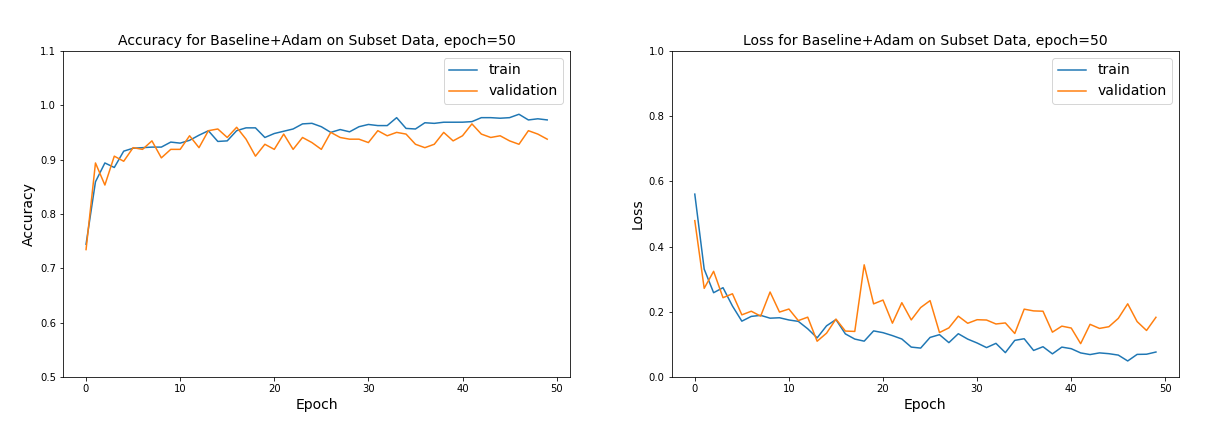 Accuracy for Baseline+Adam on Subset Data, epoch=50
1.1
1.0
0.9
0.8
0.7
0.6
0.5
Accuracy
train
validation
0 10 20 30 40 50
Epoch
Loss for Baseline+Adam on Subset Data, epoch=50
1.0
0.8
0.6
0.4
0.2
0.0
Loss
train
validation
0 10 20 30 40 50
Epoch